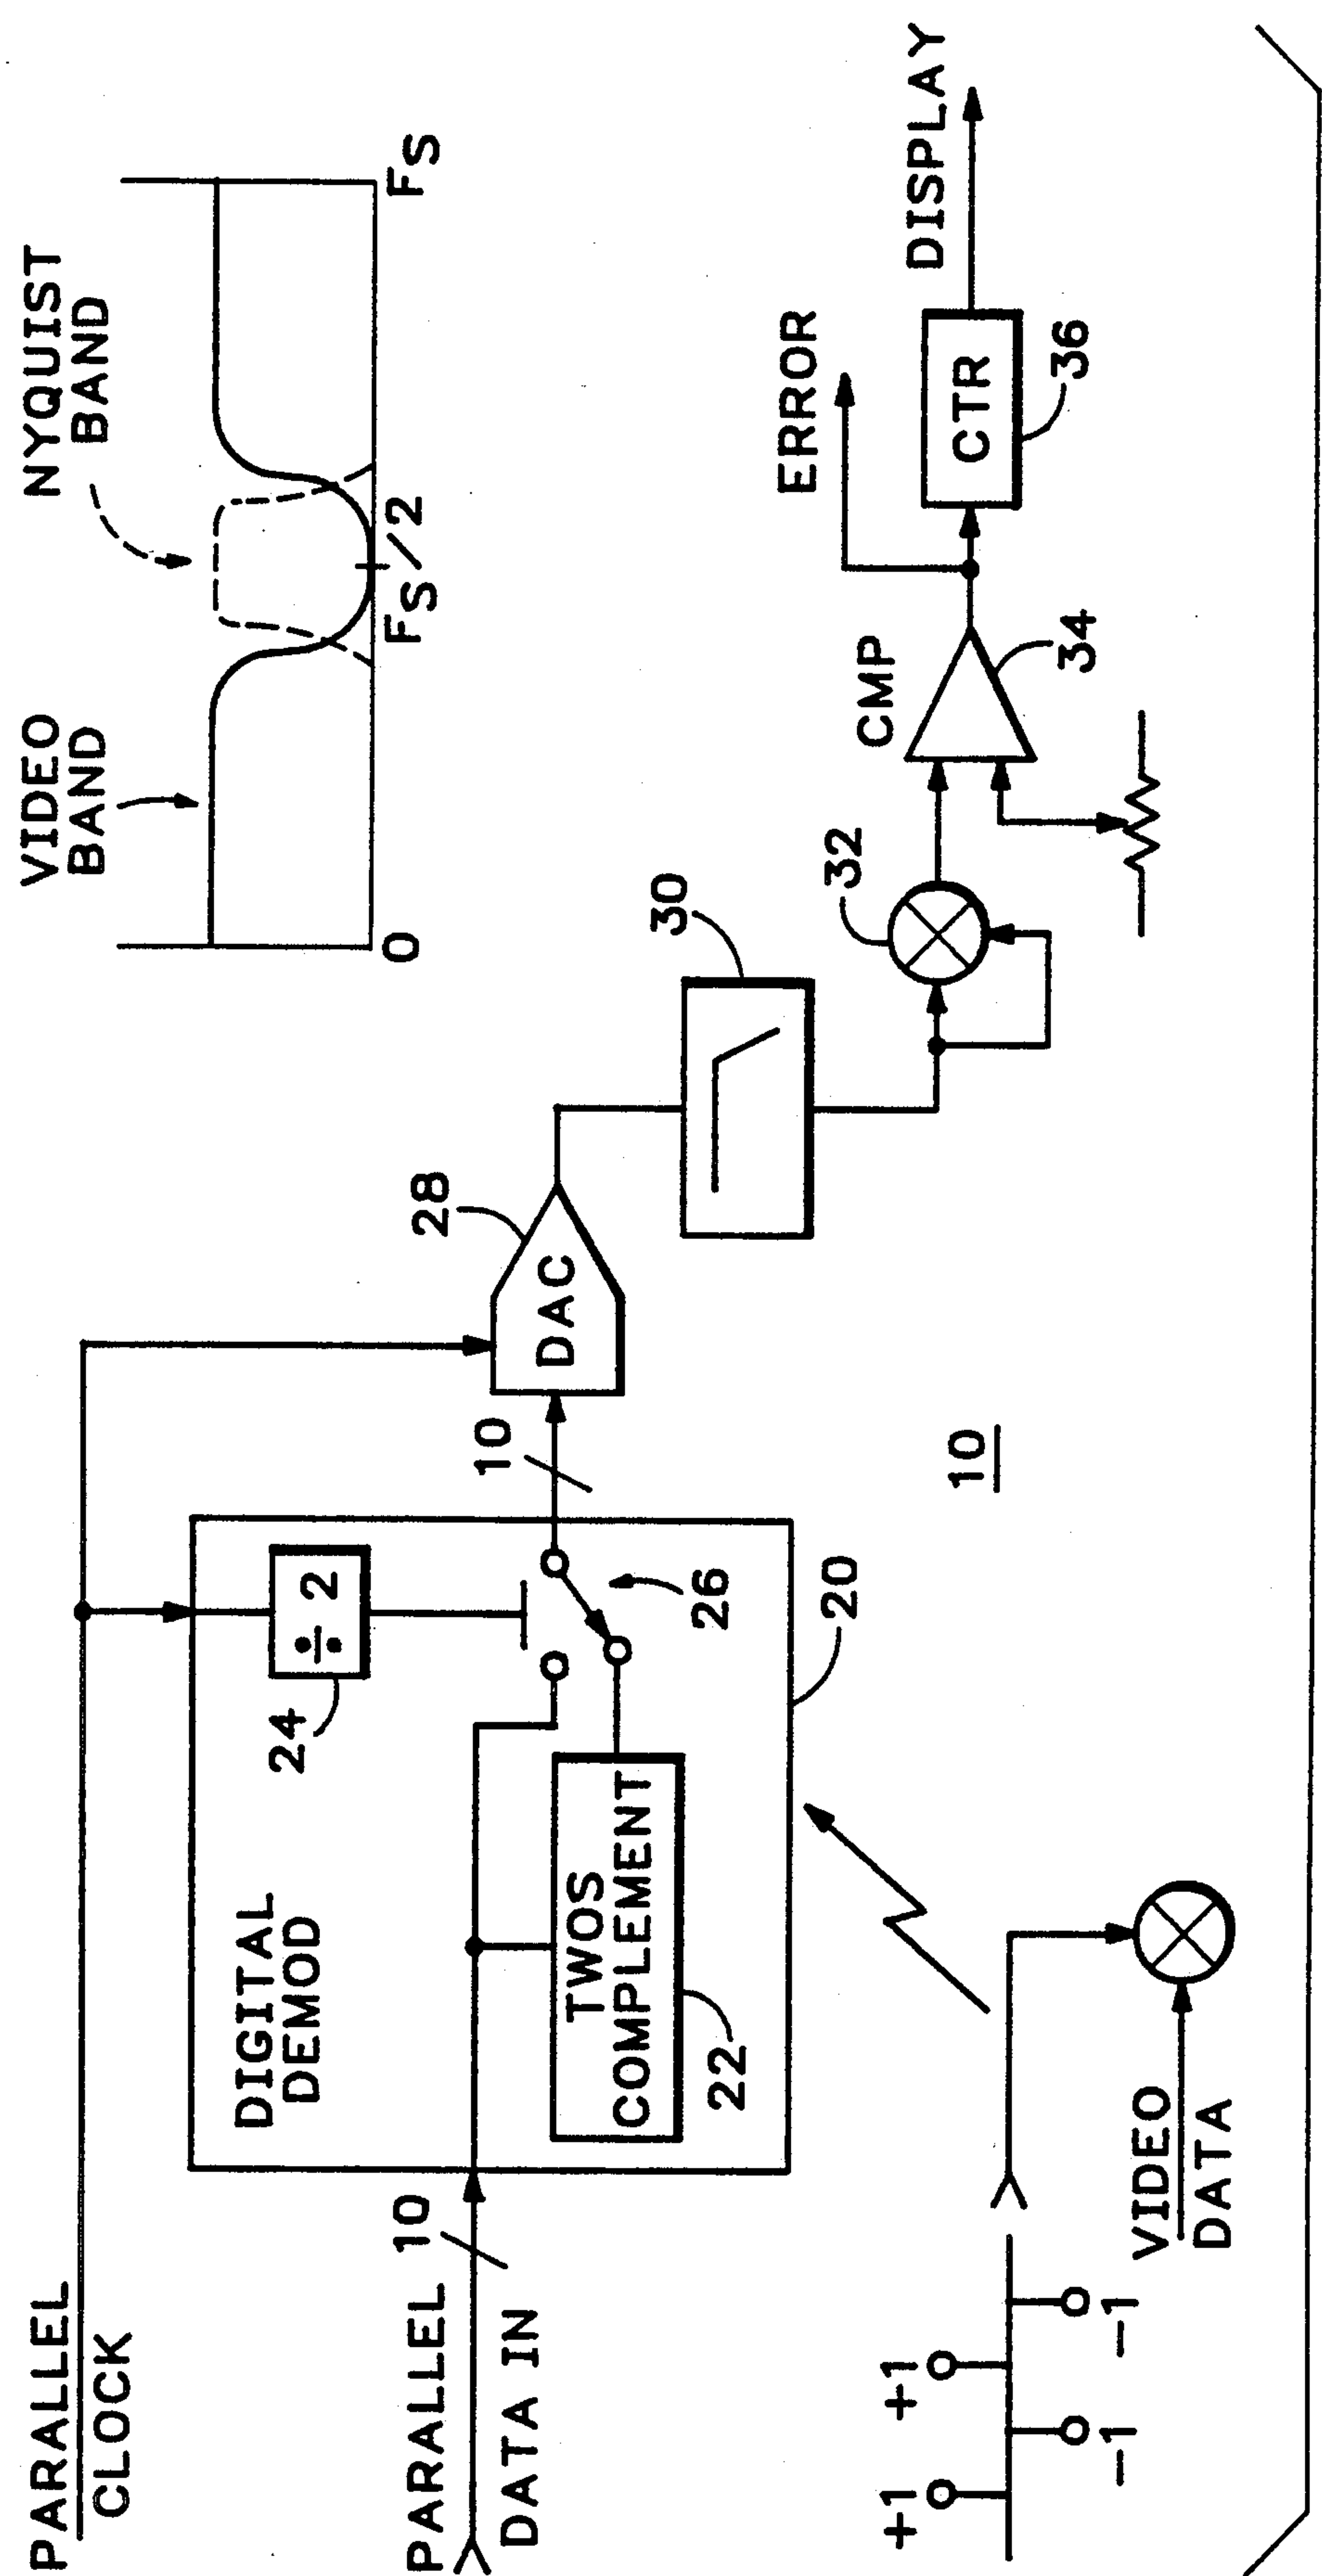 PARALLEL
CLOCK
PARALLEL
DATA IN
10
DIGITAL
DEMOD
24
÷ 2
TWOS
COMPLEMENT
22
26
20
10
DAC
28
30
32
CMP
34
ERROR
CTR
36
DISPLAY
VIDEO
BAND
NYQUIST
BAND
0
FS/2
FS
+1
-1
+1
-1
VIDEO
DATA
10